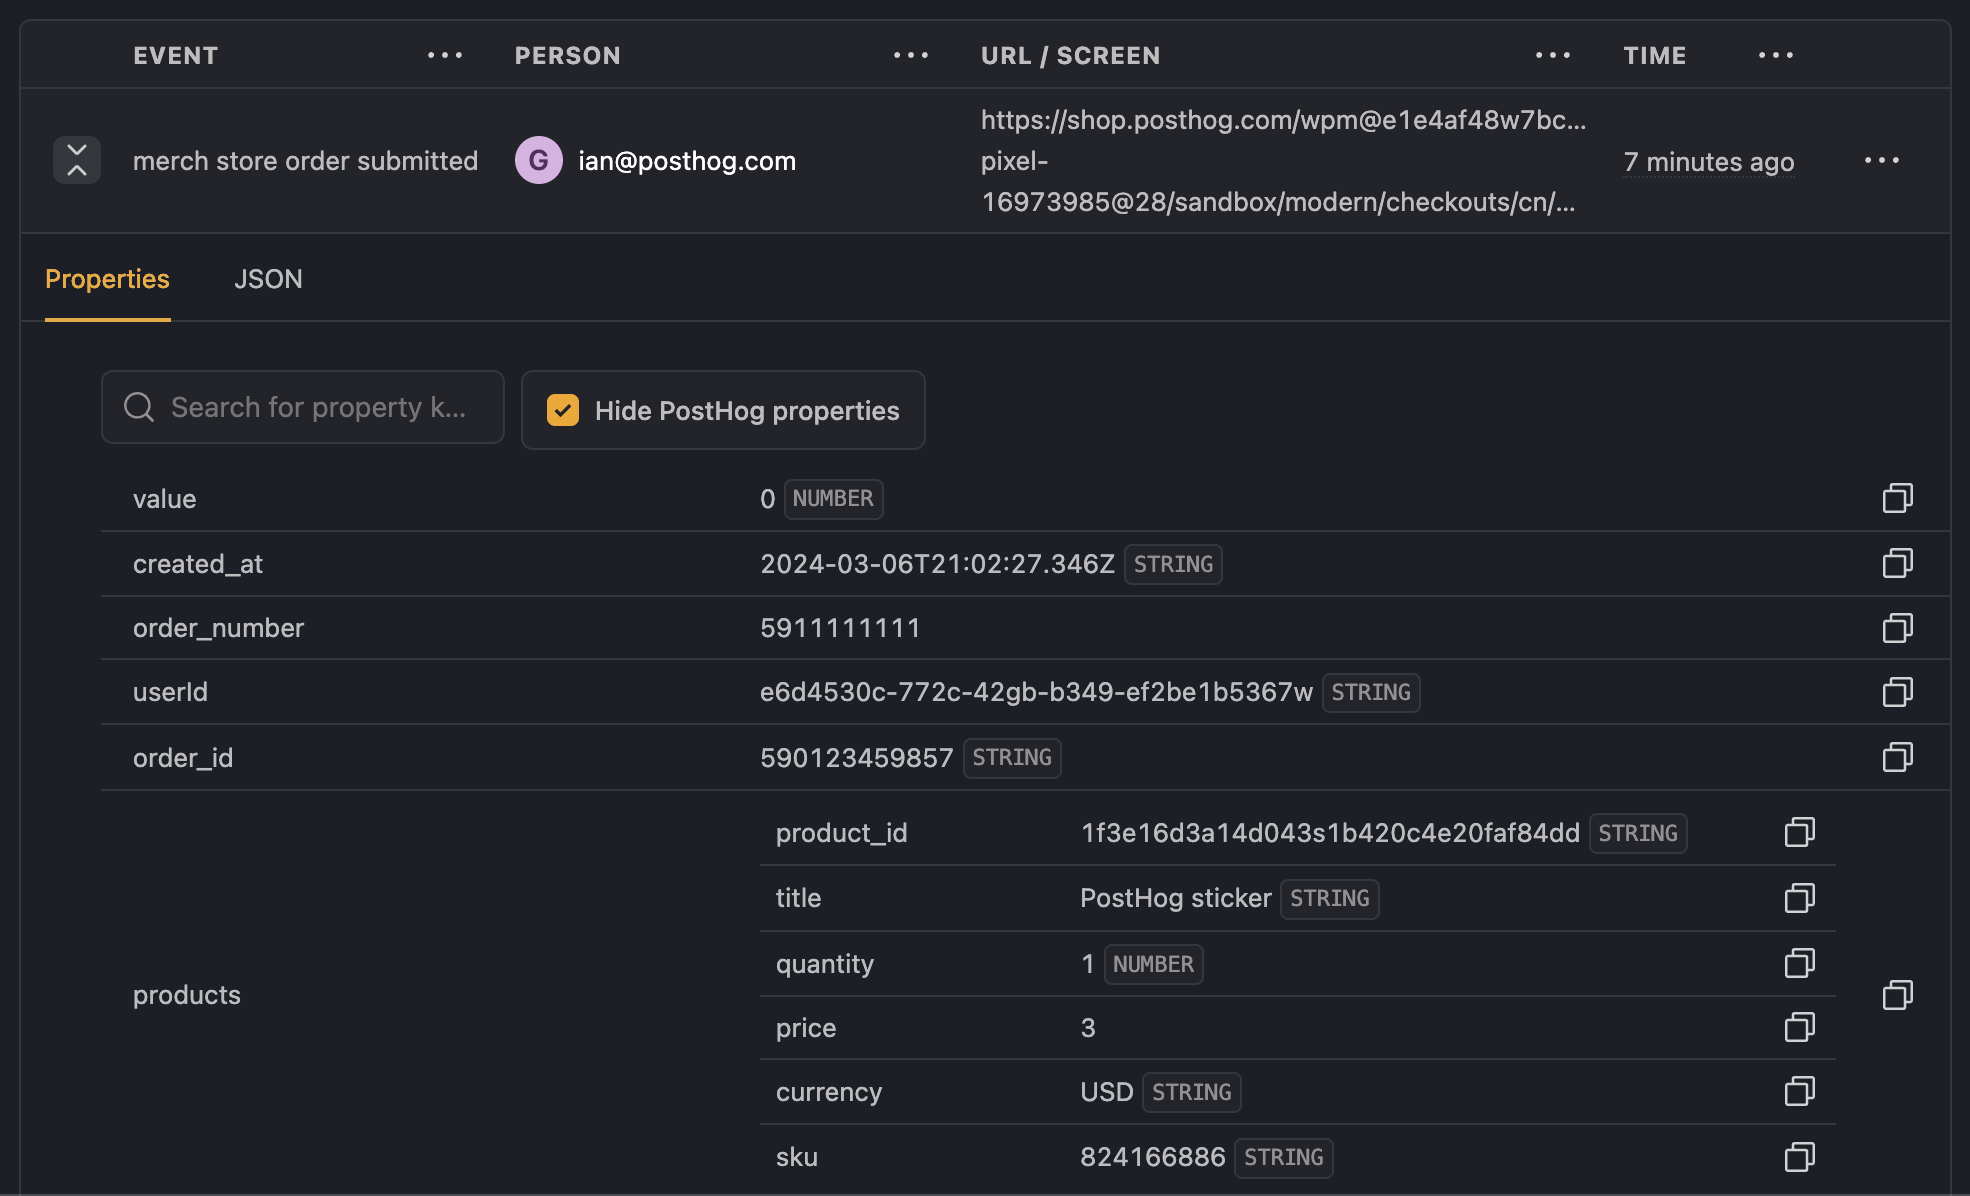 EVENT ••• PERSON ••• URL / SCREEN ••• TIME •••
merch store order submitted G ian@posthog.com https://shop.posthog.com/wpm@e1e4af48w7bc...
pixel-
16973985@28/sandbox/modern/checkouts/cn/... 7 minutes ago •••
Properties JSON
Search for property k... Hide PostHog properties
value 0 NUMBER
created_at 2024-03-06T21:02:27.346Z STRING
order_number 5911111111
userId e6d4530c-772c-42gb-b349-ef2be1b5367w STRING
order_id 590123459857 STRING
products
product_id 1f3e16d3a14d043s1b420c4e20faf84dd STRING
title PostHog sticker STRING
quantity 1 NUMBER
price 3
currency USD STRING
sku 824166886 STRING